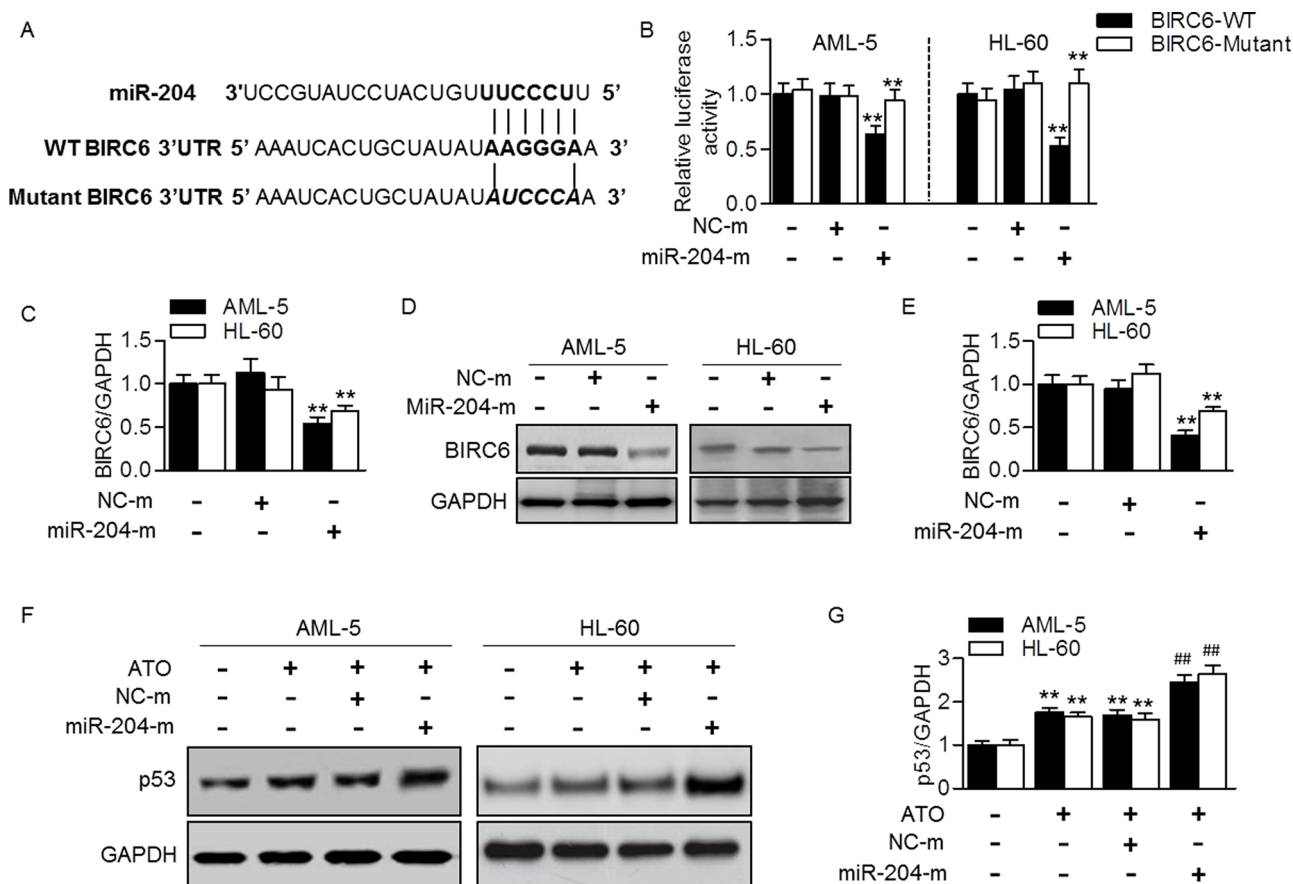 A
miR-204 3'UCCGUAUCCUACUGUUUCCCUU 5'
WT BIRC6 3'UTR 5' AAAUCACUGCUAUAUAAGGGAA 3'
Mutant BIRC6 3'UTR 5' AAAUCACUGCUAUAUAUCCCAA 3'
B
BIRC6-WT
BIRC6-Mutant
AML-5 HL-60
Relative luciferase
activity
1.5
1.0
0.5
0.0
** ** ** **
NC-m - + - - + -
miR-204-m - - + - - +
C
AML-5
HL-60
BIRC6/GAPDH
1.5
1.0
0.5
0.0
** **
NC-m - + -
miR-204-m - - +
D
AML-5 HL-60
NC-m - + - - + -
MiR-204-m - - + - - +
BIRC6
GAPDH
E
AML-5
HL-60
BIRC6/GAPDH
1.5
1.0
0.5
0.0
** **
NC-m - + -
miR-204-m - - +
F
AML-5 HL-60
ATO - + + + - + + +
NC-m - - + - - - + -
miR-204-m - - - + - - - +
p53
GAPDH
G
AML-5
HL-60
p53/GAPDH
3
2
1
0
** ** ** ** ## ##
ATO - + + +
NC-m - - + -
miR-204-m - - - +